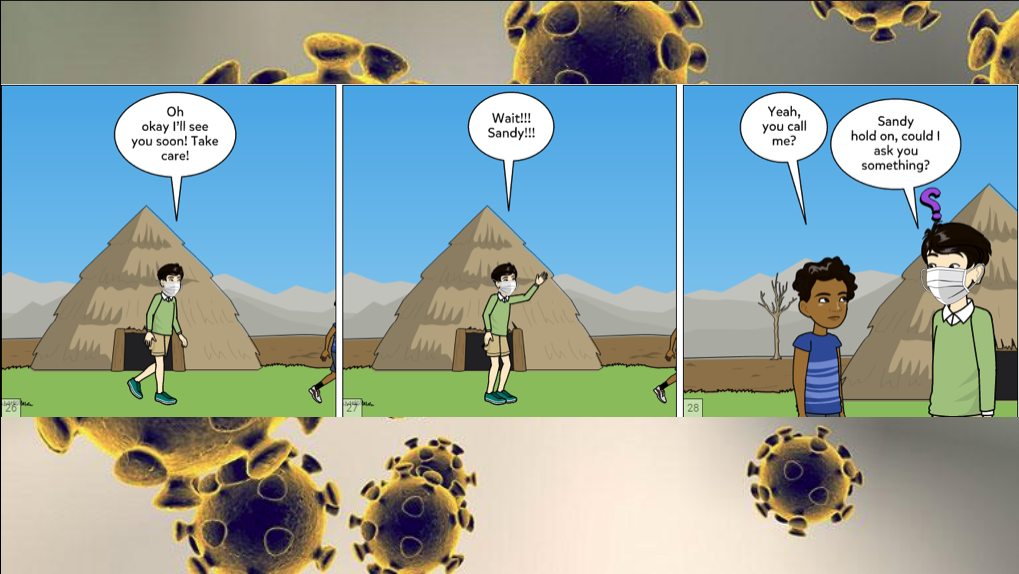 Oh
okay I'll see
you soon! Take
care!
Wait!!!
Sandy!!!
Yeah,
you call
me?
Sandy
hold on, could I
ask you
something?
26
27
28